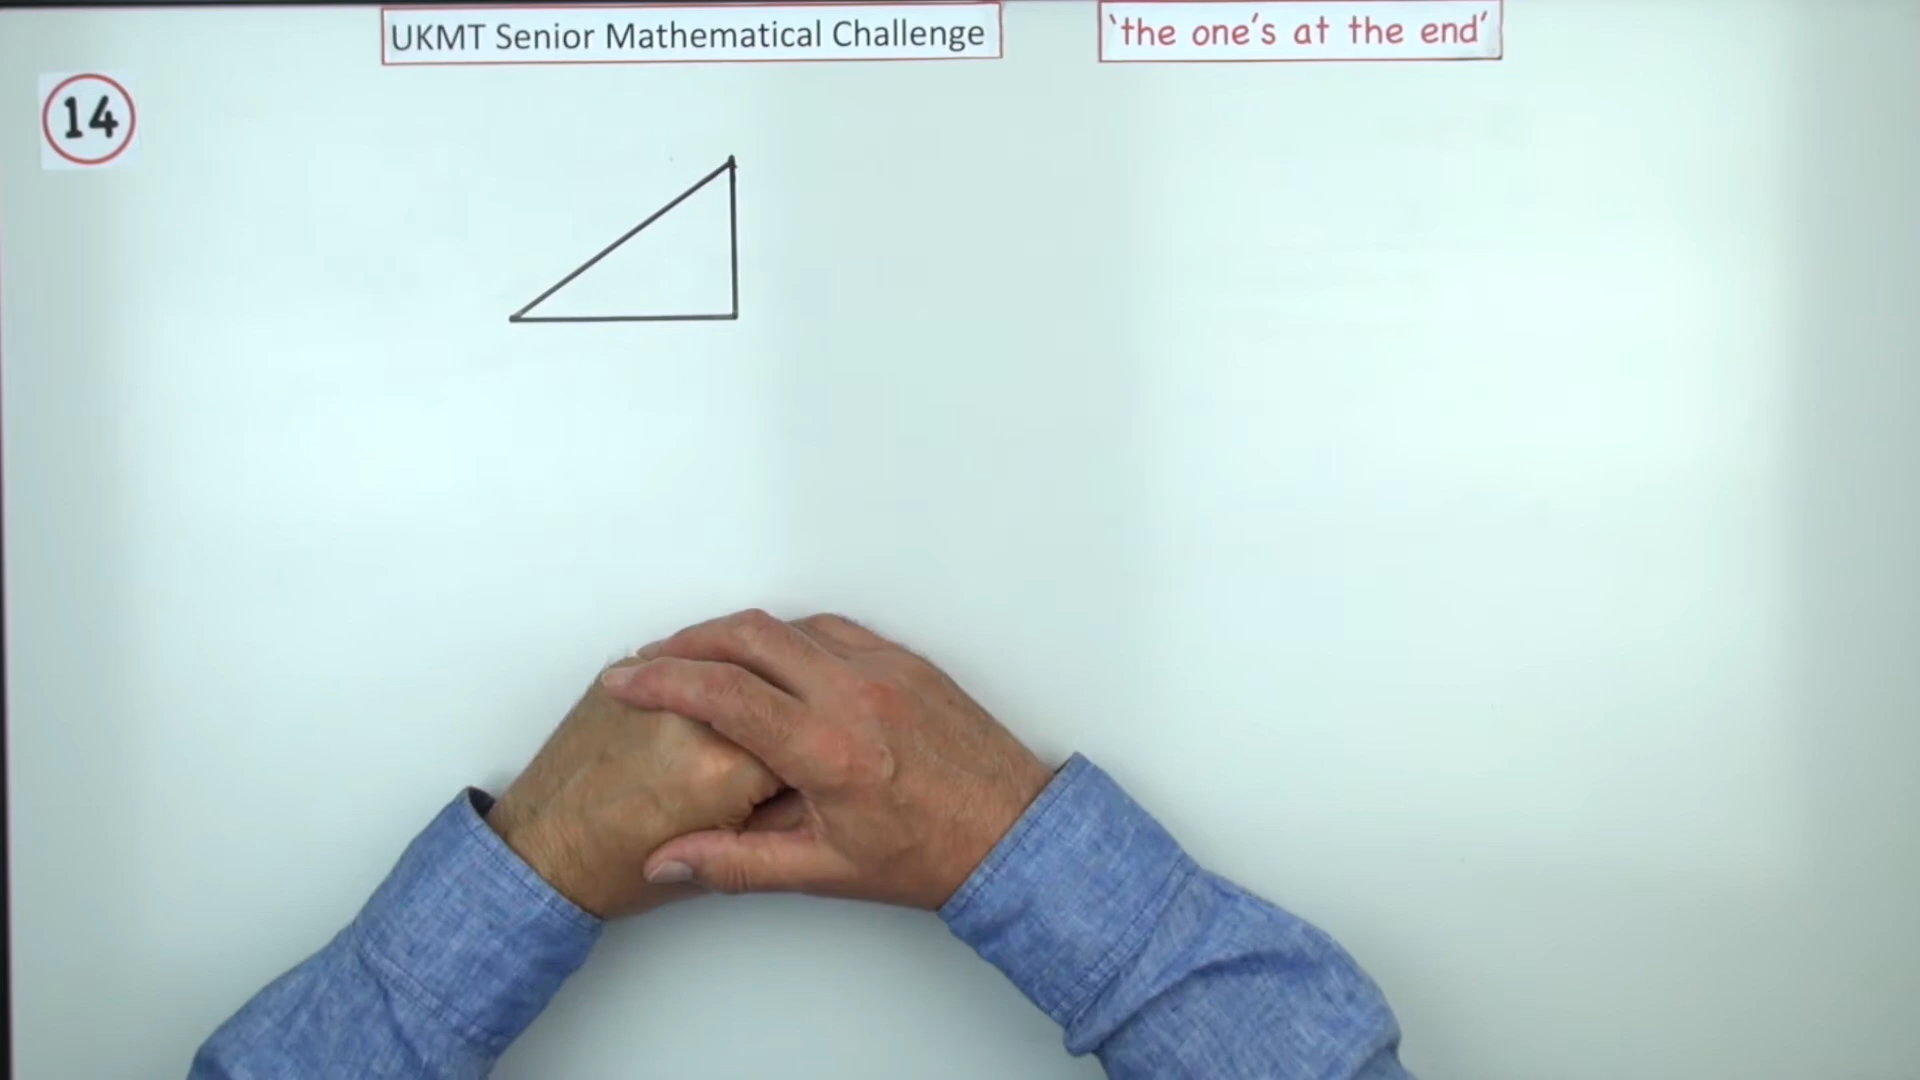 UKMT Senior Mathematical Challenge
'the one's at the end'
14